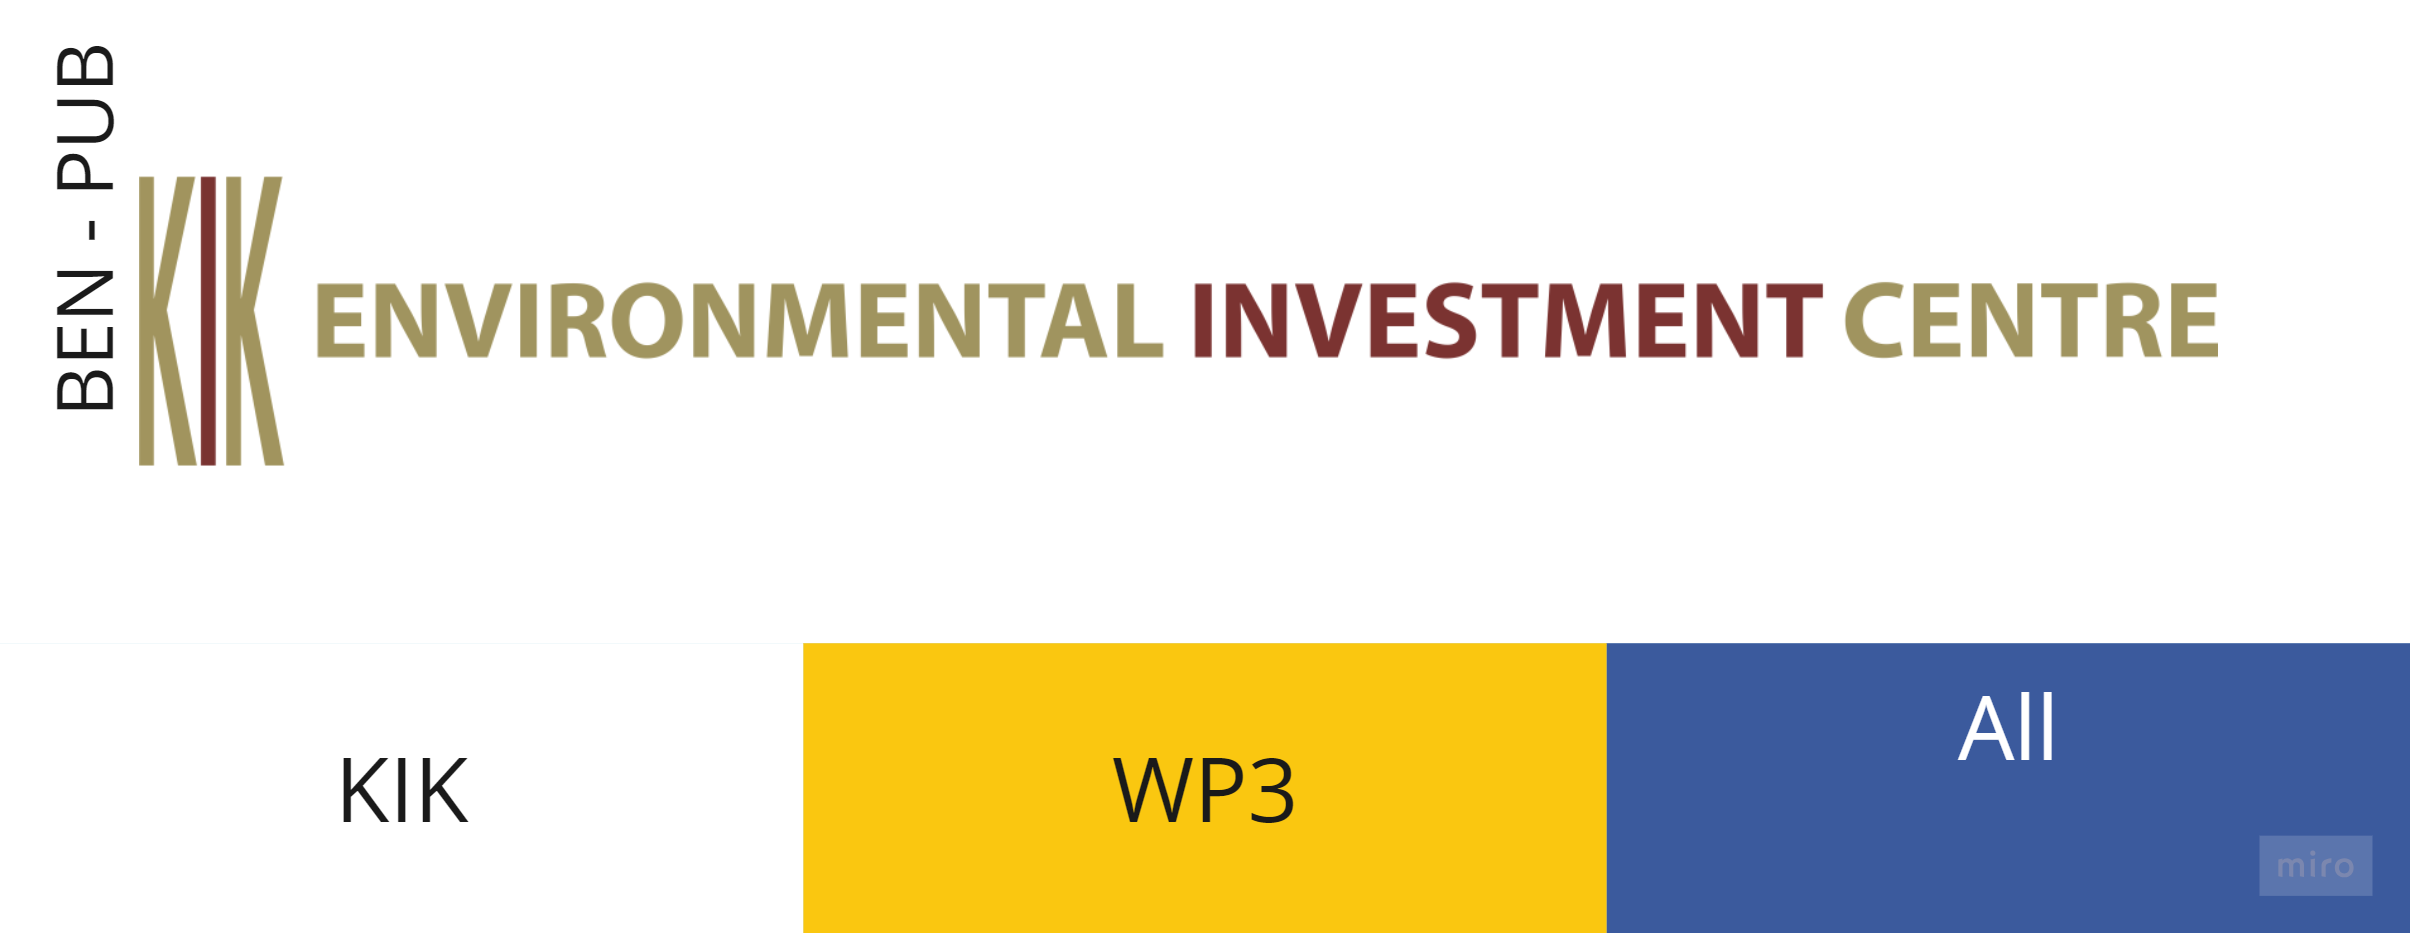 BEN - PUB
KIK ENVIRONMENTAL INVESTMENT CENTRE
KIK
WP3
All
miro